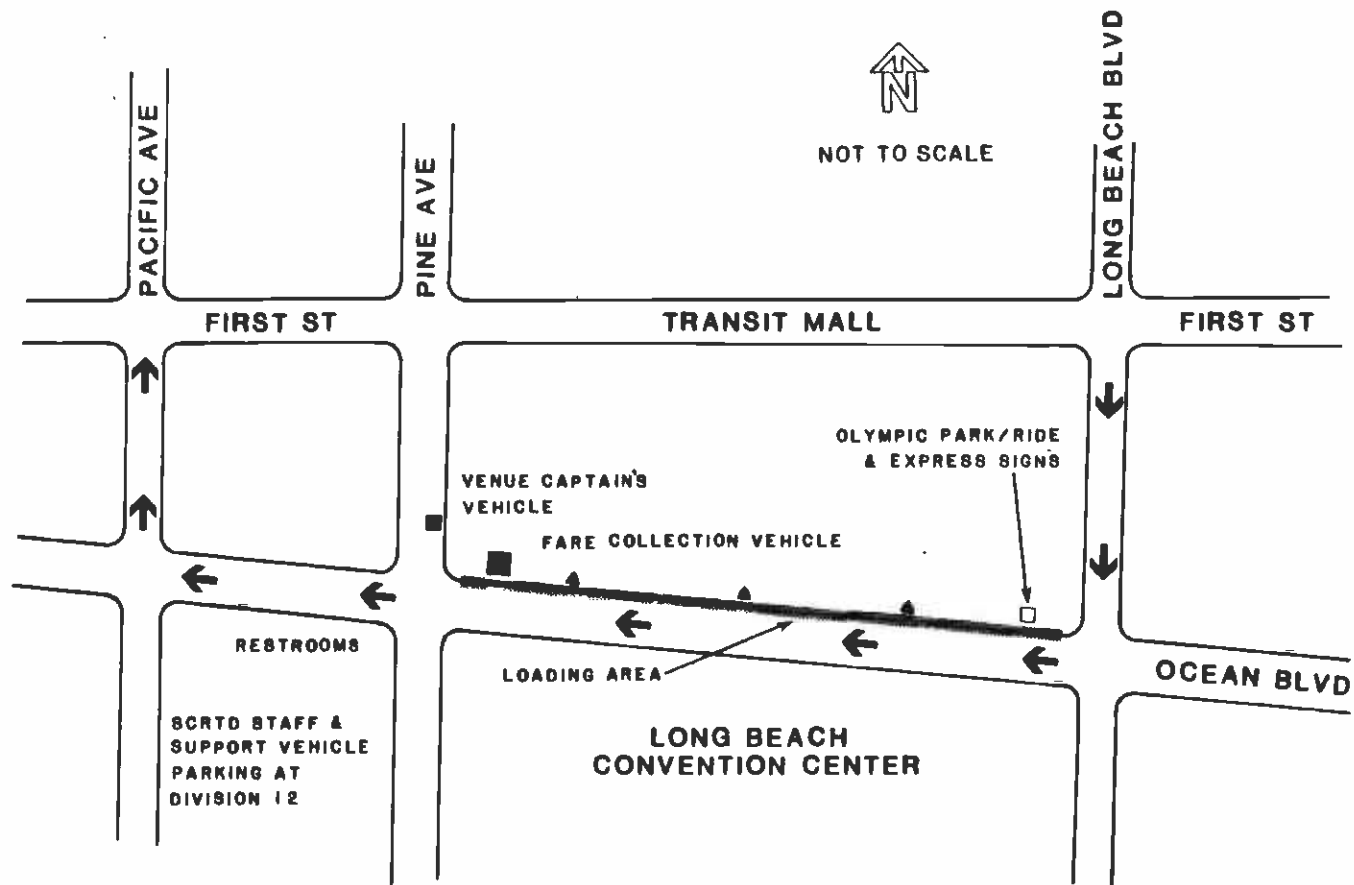 PACIFIC AVE
PINE AVE
N
NOT TO SCALE
LONG BEACH BLVD
FIRST ST
TRANSIT MALL
FIRST ST
OLYMPIC PARK/RIDE
& EXPRESS SIGNS
VENUE CAPTAIN'S
VEHICLE
FARE COLLECTION VEHICLE
RESTROOMS
LOADING AREA
OCEAN BLVD
SCRTD STAFF &
SUPPORT VEHICLE
PARKING AT
DIVISION 12
LONG BEACH
CONVENTION CENTER